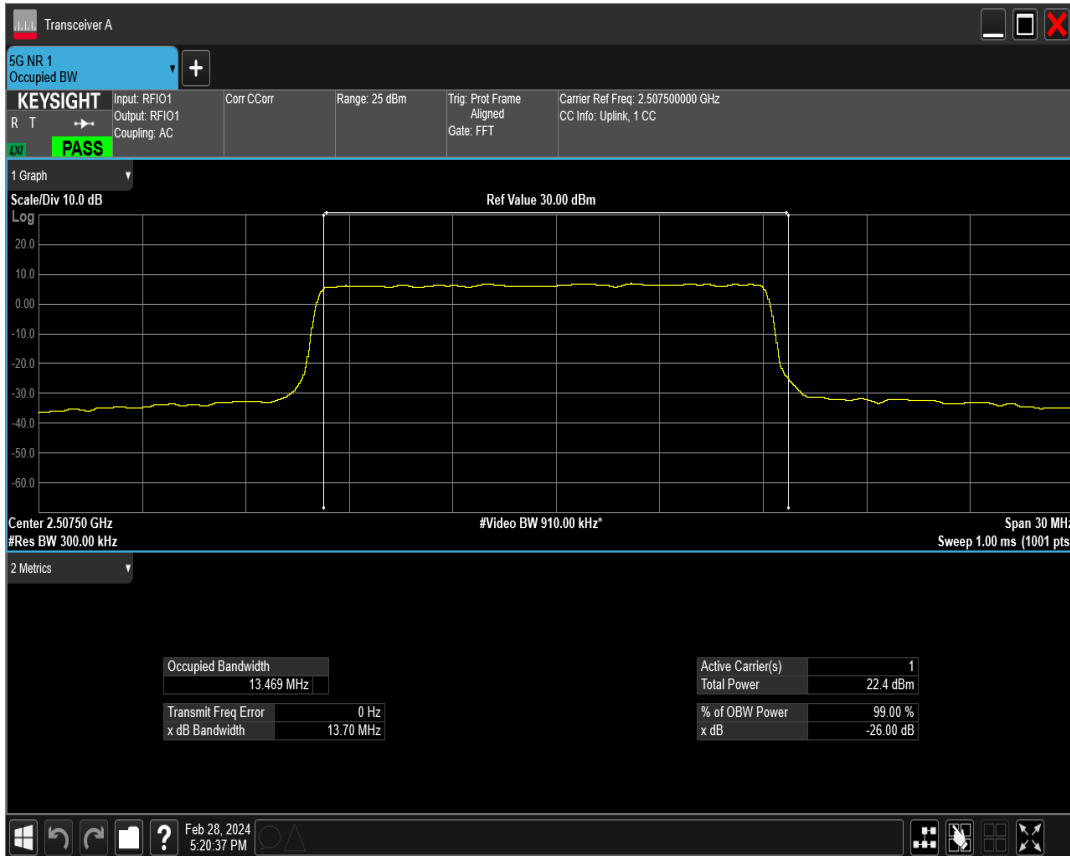 Transceiver A
5G NR 1
Occupied BW
KEYSIGHT
R T
LXI
PASS
Input: RFIO1
Output: RFIO1
Coupling: AC
Corr CCorr
Range: 25 dBm
Trig: Prot Frame
Aligned
Gate: FFT
Carrier Ref Freq: 2.507500000 GHz
CC Info: Uplink, 1 CC
1 Graph
Scale/Div 10.0 dB
Ref Value 30.00 dBm
Log
20.0
10.0
0.00
-10.0
-20.0
-30.0
-40.0
-50.0
-60.0
Center 2.50750 GHz
#Video BW 910.00 kHz*
Span 30 MHz
#Res BW 300.00 kHz
Sweep 1.00 ms (1001 pts
2 Metrics
Occupied Bandwidth
13.469 MHz
Transmit Freq Error 0 Hz
x dB Bandwidth 13.70 MHz
Active Carrier(s) 1
Total Power 22.4 dBm
% of OBW Power 99.00 %
x dB -26.00 dB
?
Feb 28, 2024
5:20:37 PM